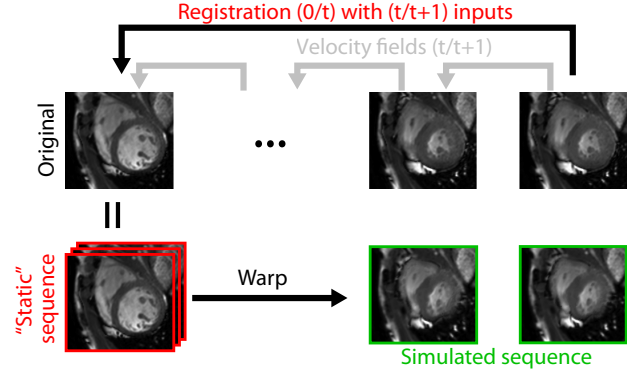 Registration (0/t) with (t/t+1) inputs
Velocity fields (t/t+1)
Original
...
"Static"
sequence
Warp
Simulated sequence